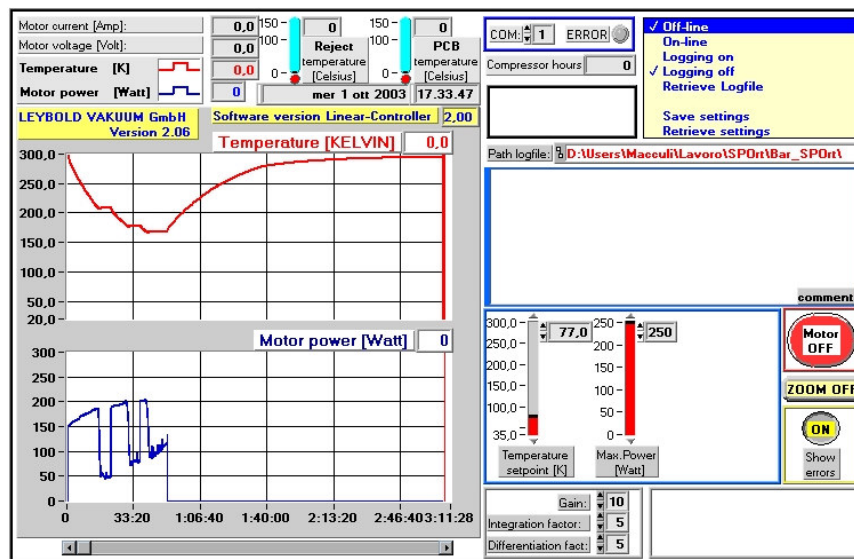 Motor current [Amp]: 0,0
Motor voltage [Volt]: 0,0
Temperature [K] 0,0
Motor power [Watt] 0
150
100
0
0
Reject
temperature
[Celsius]
150
100
0
0
PCB
temperature
[Celsius]
mer 1 ott 2003 17.33.47
LEYBOLD VAKUUM GmbH
Version 2.06
Software version Linear-Controller 2,00
Temperature [KELVIN] 0,0
300,0
250,0
200,0
150,0
100,0
50,0
20,0
Motor power [Watt] 0
300
250
200
150
100
50
0
0 33:20 1:06:40 1:40:00 2:13:20 2:46:40 3:11:28
COM: 1 ERROR
Compressor hours 0
✓ Off-line
On-line
Logging on
✓ Logging off
Retrieve Logfile
Save settings
Retrieve settings
Path logfile: D:\Users\Macculi\Lavoro\SPOrt\Bar_SPOrt\
comment
300,0
250,0
200,0
150,0
100,0
35,0
77,0
Temperature
setpoint [K]
250
200
150
100
50
0
250
Max.Power
[Watt]
Motor
OFF
ZOOM OFF
ON
Show
errors
Gain: 10
Integration factor: 5
Differentiation fact: 5